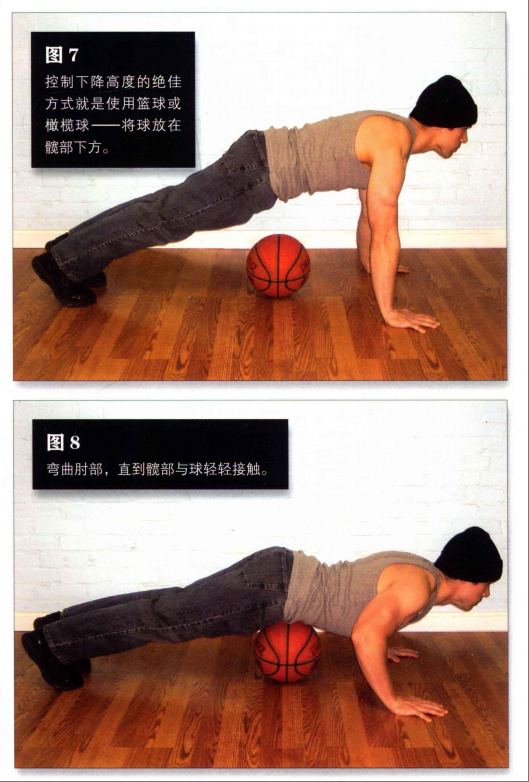 图 7
控制下降高度的绝佳
方式就是使用篮球或
橄榄球——将球放在
髋部下方。
图 8
弯曲肘部，直到髋部与球轻轻接触。